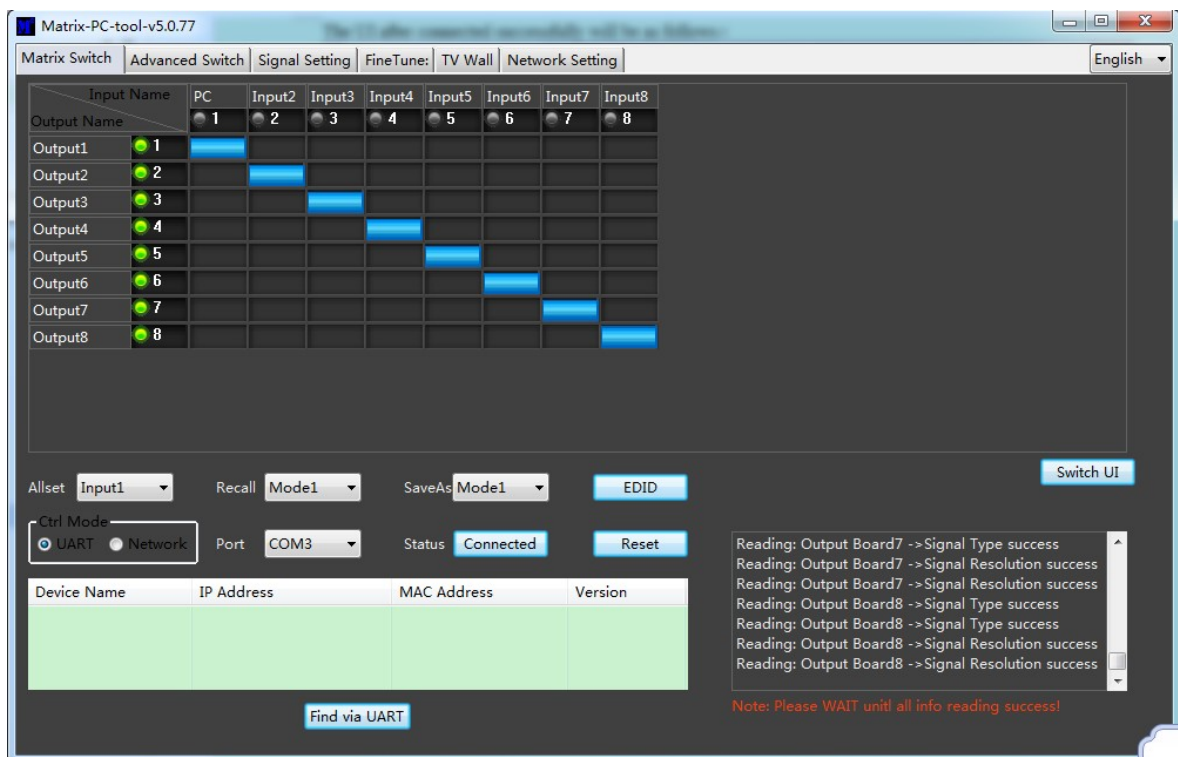 Matrix-PC-tool-v5.0.77
Matrix Switch Advanced Switch Signal Setting FineTune: TV Wall Network Setting English
Input Name PC Input2 Input3 Input4 Input5 Input6 Input7 Input8
Output Name 1 2 3 4 5 6 7 8
Output1 1
Output2 2
Output3 3
Output4 4
Output5 5
Output6 6
Output7 7
Output8 8
Switch UI
Allset Input1 Recall Mode1 SaveAs Mode1 EDID
Ctrl Mode
UART Network Port COM3 Status Connected Reset
Device Name IP Address MAC Address Version
Find via UART
Reading: Output Board7 ->Signal Type success
Reading: Output Board7 ->Signal Resolution success
Reading: Output Board7 ->Signal Resolution success
Reading: Output Board8 ->Signal Type success
Reading: Output Board8 ->Signal Type success
Reading: Output Board8 ->Signal Resolution success
Reading: Output Board8 ->Signal Resolution success
Note: Please WAIT unitl all info reading success!